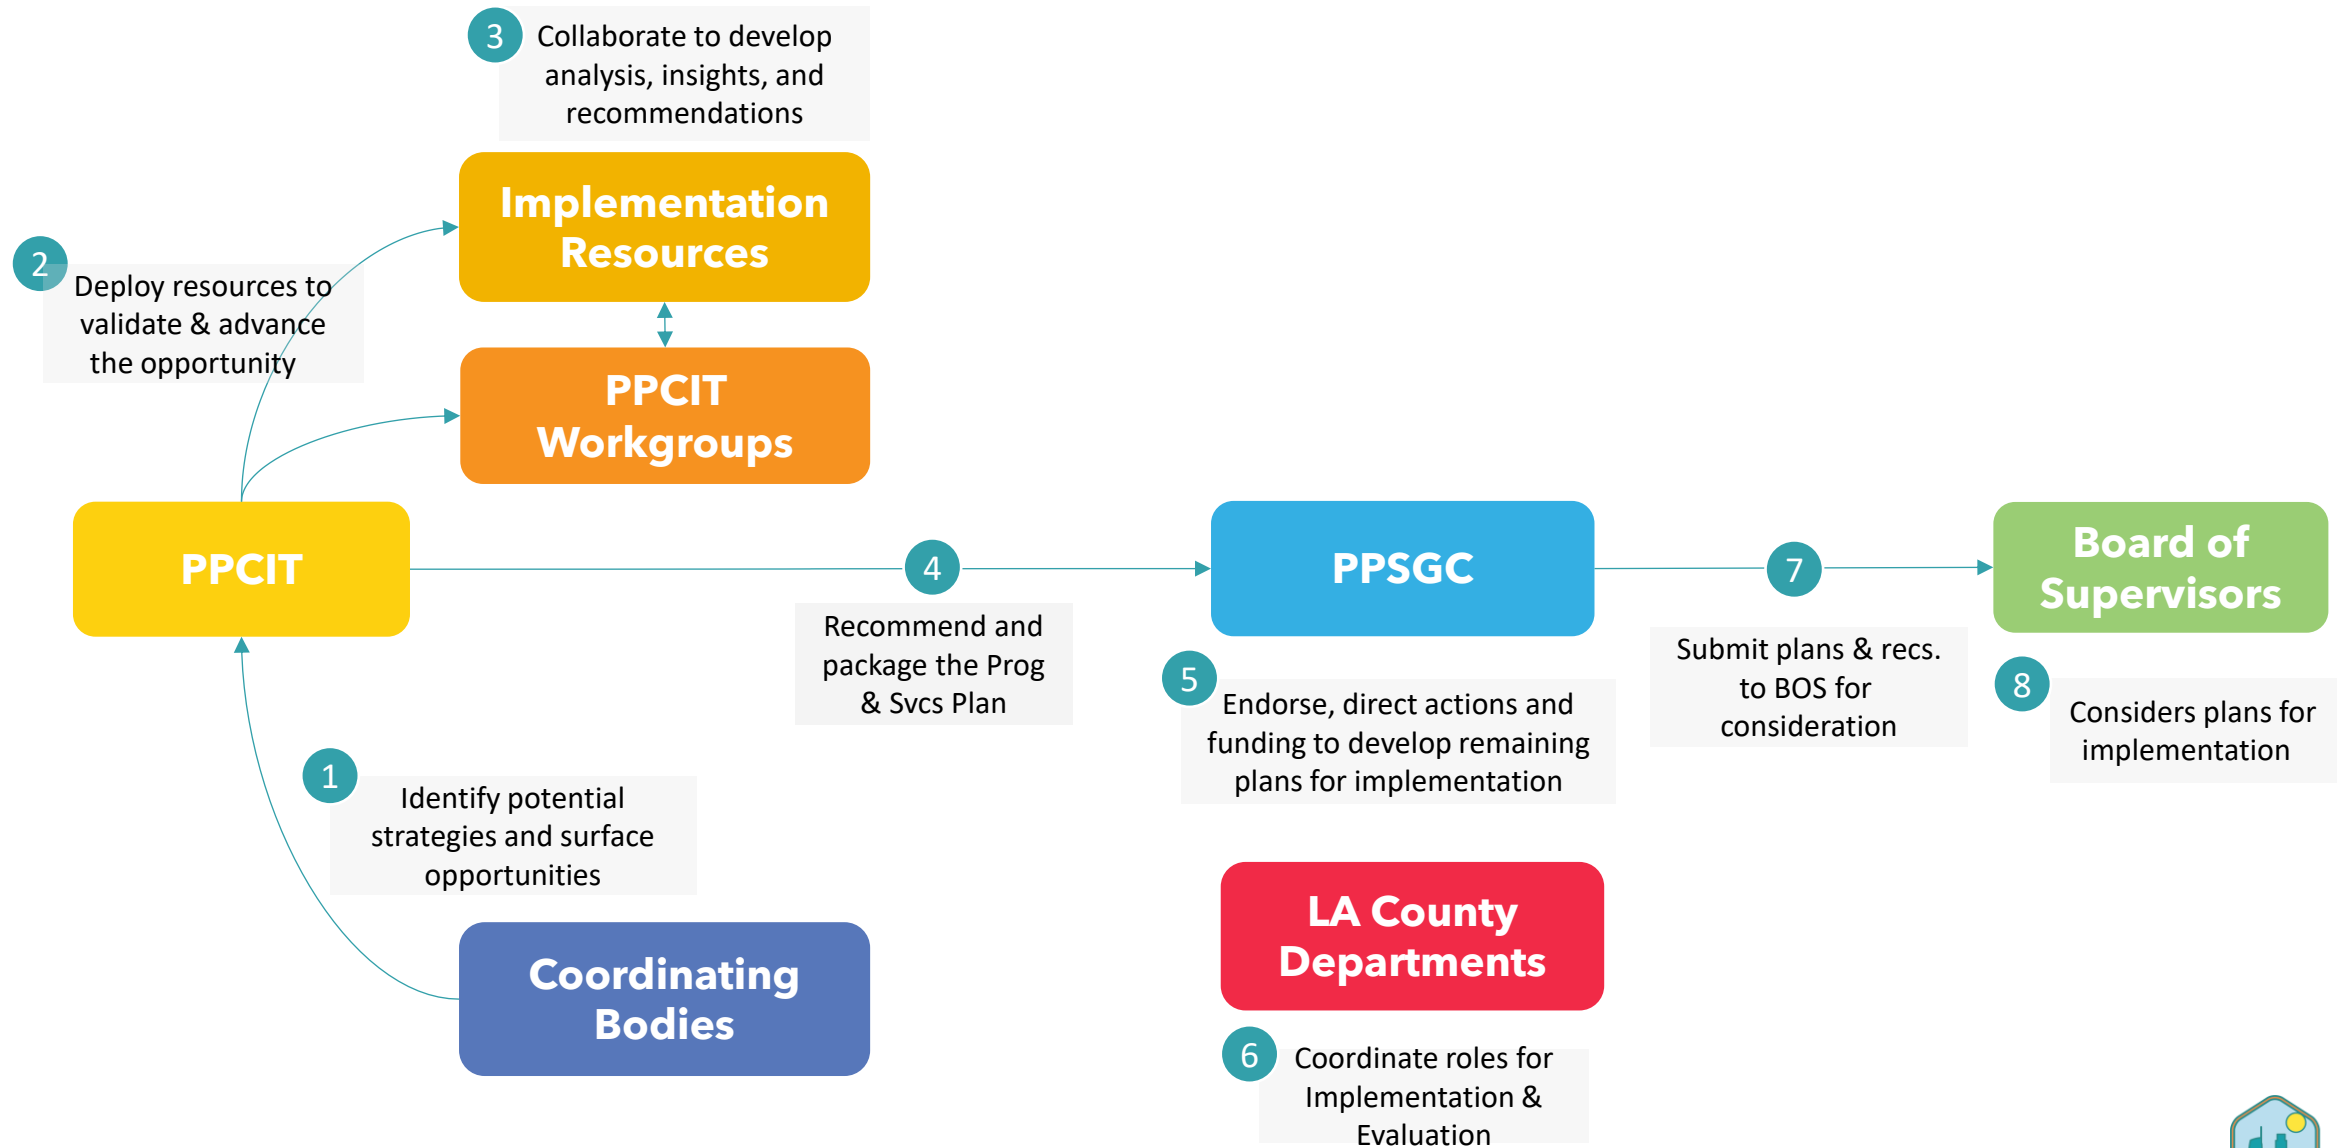 3
Collaborate to develop
analysis, insights, and
recommendations
Implementation
Resources
2
Deploy resources to
validate & advance
the opportunity
PPCIT
Workgroups
PPCIT
4
Recommend and
package the Prog
& Svcs Plan
PPSGC
7
Submit plans & recs.
to BOS for
consideration
Board of
Supervisors
5
Endorse, direct actions and
funding to develop remaining
plans for implementation
8
Considers plans for
implementation
1
Identify potential
strategies and surface
opportunities
Coordinating
Bodies
LA County
Departments
6
Coordinate roles for
Implementation &
Evaluation